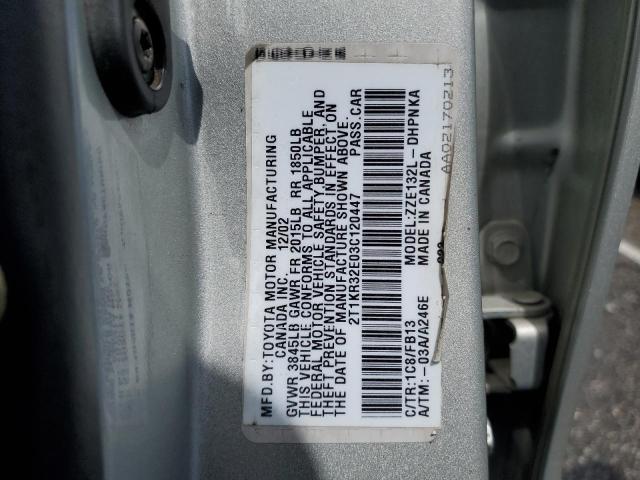 MFD.BY:TOYOTA MOTOR MANUFACTURING
CANADA INC. 12/02
GVWR 3845LB GAWR FR 2015LB RR 1850LB
THIS VEHICLE CONFORMS TO ALL APPLICABLE
FEDERAL MOTOR VEHICLE SAFETY,BUMPER, AND
THEFT PREVENTION STANDARDS IN EFFECT ON
THE DATE OF MANUFACTURE SHOWN ABOVE.
2T1KR32E03C120447 PASS.CAR
C/TR:1C8/FB13 MODEL:ZZE132L-DHPNKA
A/TM:-03A/A246E MADE IN CANADA
AA02170213